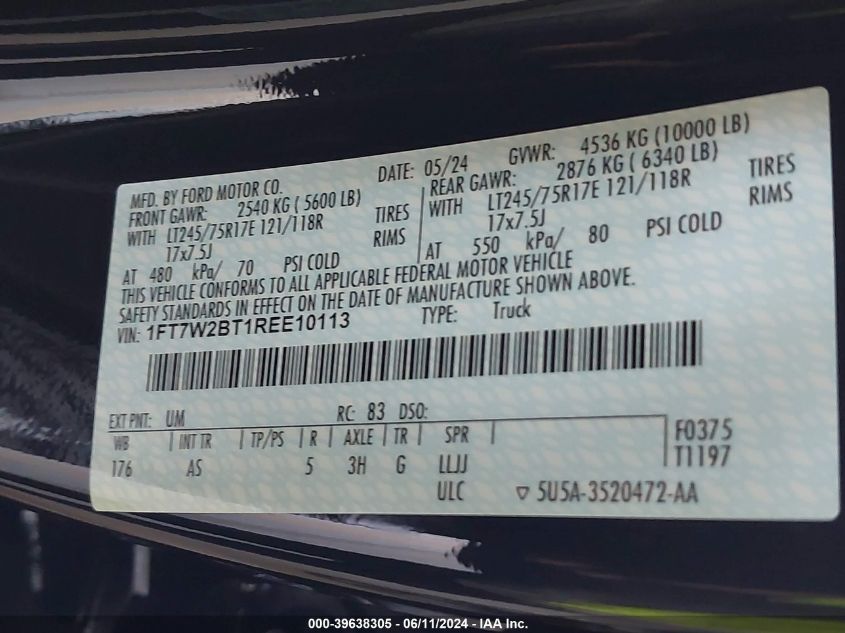 MFD. BY FORD MOTOR CO. DATE: 05/24 GVWR: 4536 KG (10000 LB)
FRONT GAWR: 2540 KG ( 5600 LB) REAR GAWR: 2876 KG ( 6340 LB)
WITH LT245/75R17E 121/118R TIRES WITH LT245/75R17E 121/118R TIRES
17x7.5J RIMS 17x7.5J RIMS
AT 480 kPa/ 70 PSI COLD AT 550 kPa/ 80 PSI COLD
THIS VEHICLE CONFORMS TO ALL APPLICABLE FEDERAL MOTOR VEHICLE
SAFETY STANDARDS IN EFFECT ON THE DATE OF MANUFACTURE SHOWN ABOVE.
VIN: 1FT7W2BT1REE10113 TYPE: Truck
EXT PNT: UM RC: 83 DSO:
WB INT TR TP/PS R AXLE TR SPR F0375
176 AS 5 3H G LLJJ T1197
ULC ▽ 5U5A-3520472-AA
000-39638305 - 06/11/2024 - IAA Inc.